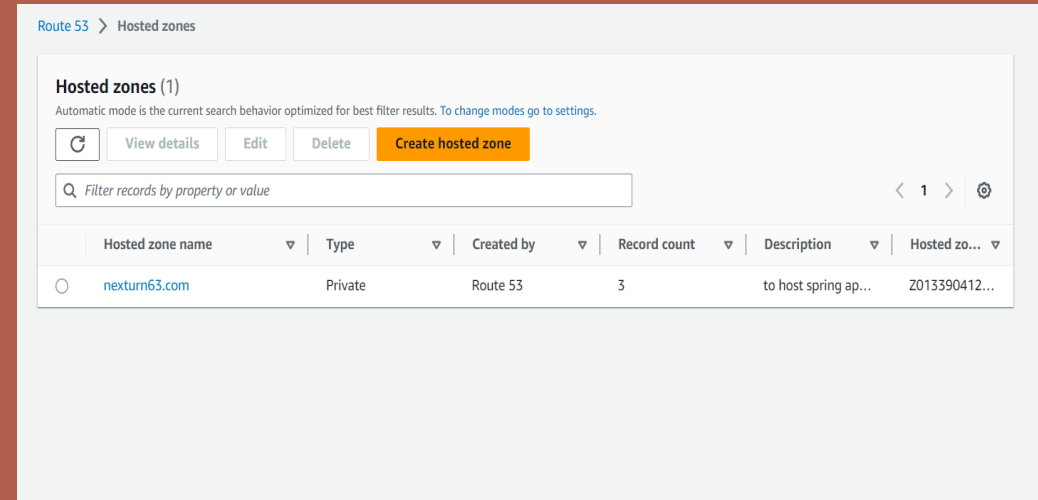 Route 53 > Hosted zones
Hosted zones (1)
Automatic mode is the current search behavior optimized for best filter results. To change modes go to settings.
View details Edit Delete Create hosted zone
Filter records by property or value
1
Hosted zone name Type Created by Record count Description Hosted zo...
nexturn63.com Private Route 53 3 to host spring ap... Z013390412...